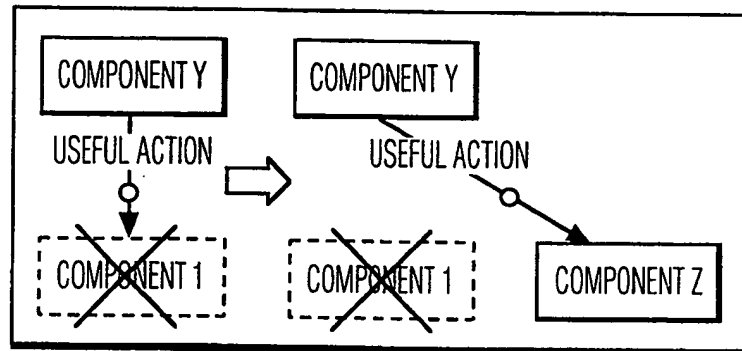 COMPONENT Y
COMPONENT Y
USEFUL ACTION
USEFUL ACTION
COMPONENT 1
COMPONENT 1
COMPONENT Z